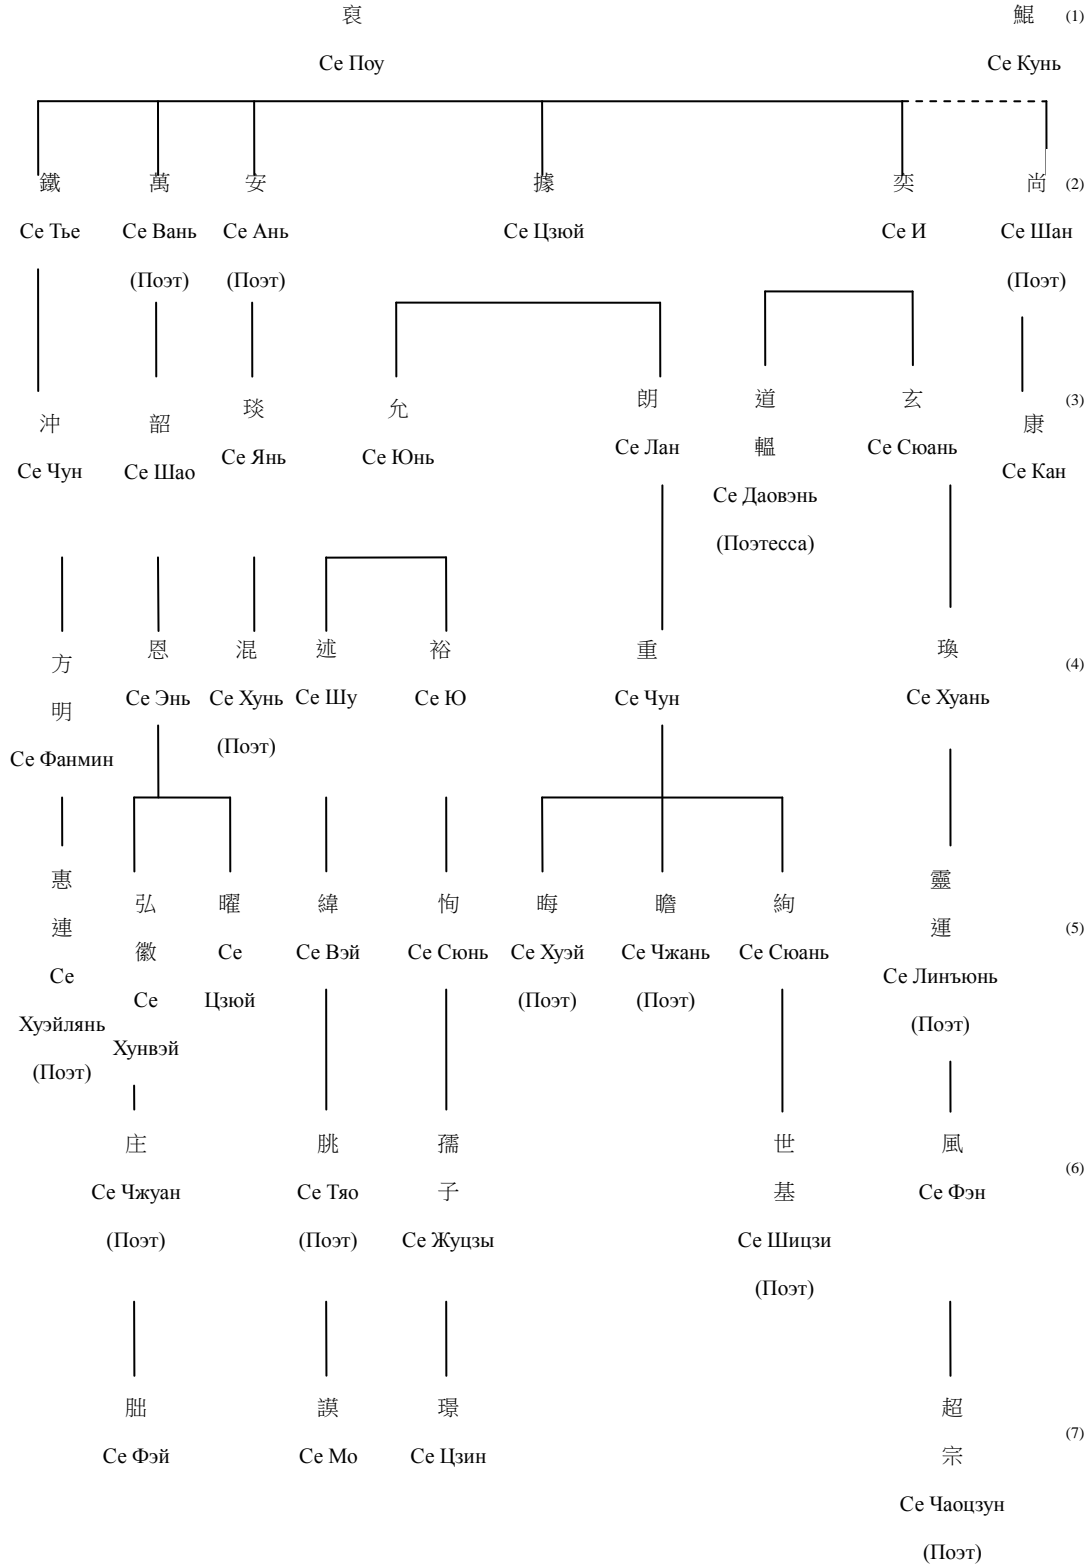 裒 鯤 (1)
Се Поу Се Кунь
鐵 萬 安 據 奕 尚 (2)
Се Тье Се Вань Се Ань Се Цзюй Се И Се Шан
(Поэт) (Поэт) (Поэт)
沖 韶 琰 允 朗 道 玄 康 (3)
韞
Се Чун Се Шао Се Янь Се Юнь Се Лан Се Даовэнь Се Сюань Се Кан
(Поэтесса)
方 恩 混 述 裕 重 瑍 (4)
明 Се Энь Се Хунь Се Шу Се Ю Се Чун Се Хуань
Се Фанмин (Поэт)
惠 弘 曜 緯 恂 晦 瞻 絢 靈 (5)
連 徽 Се Се Вэй Се Сюнь Се Хуэй Се Чжань Се Сюань 運
Се Се Цзюй (Поэт) (Поэт) Се Линъюнь
Хуэйлянь Хунвэй (Поэт)
(Поэт)
庄 朓 孺 世 風 (6)
Се Чжуан Се Тяо 子 基 Се Фэн
(Поэт) (Поэт) Се Жуцзы Се Шицзи
(Поэт)
朏 謨 璟 超 (7)
Се Фэй Се Мо Се Цзин 宗
Се Чаоцзун
(Поэт)